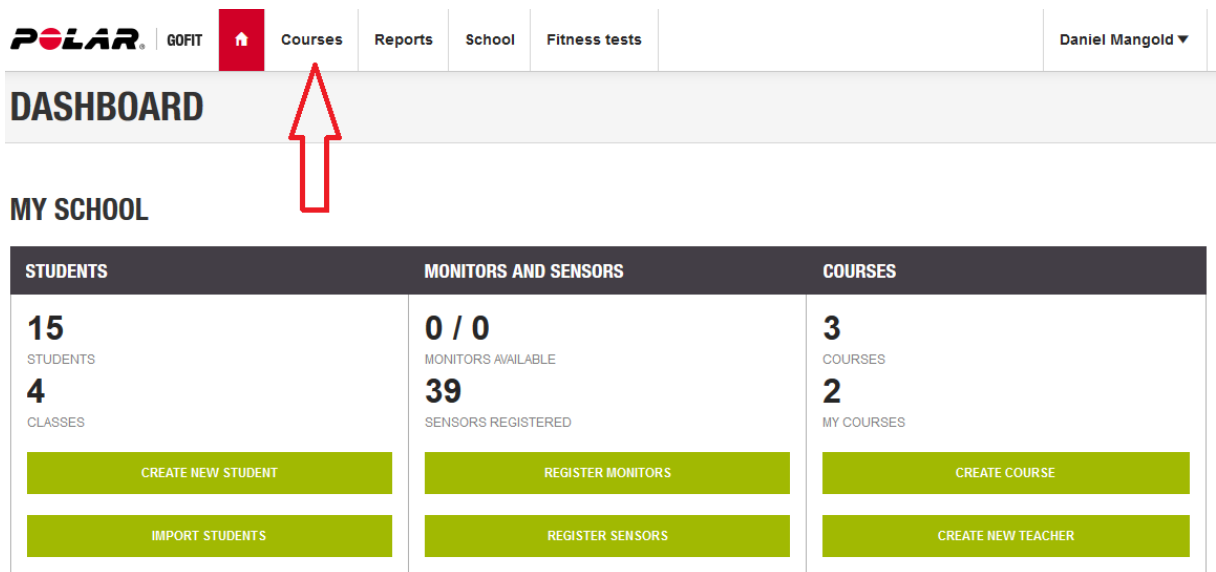 POLAR. GOFIT Courses Reports School Fitness tests Daniel Mangold ▼
DASHBOARD
MY SCHOOL
STUDENTS MONITORS AND SENSORS COURSES
15 0 / 0 3
STUDENTS MONITORS AVAILABLE COURSES
4 39 2
CLASSES SENSORS REGISTERED MY COURSES
CREATE NEW STUDENT REGISTER MONITORS CREATE COURSE
IMPORT STUDENTS REGISTER SENSORS CREATE NEW TEACHER